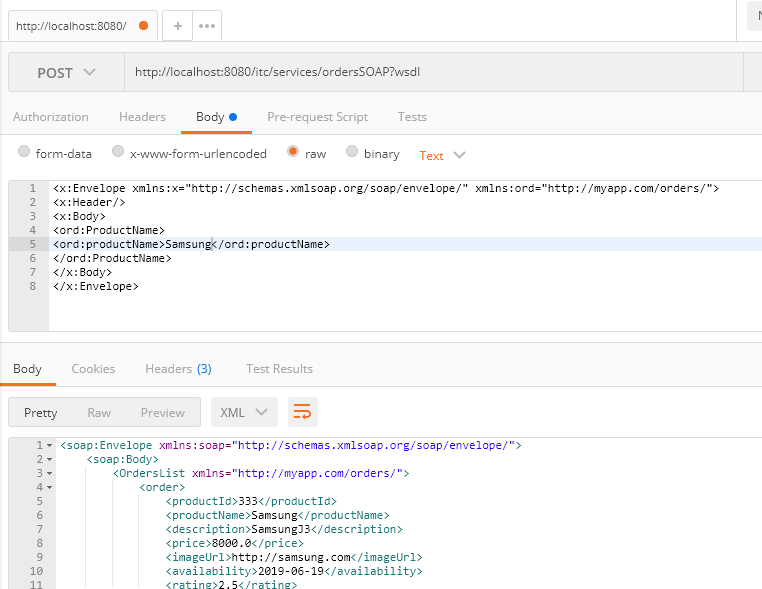 http://localhost:8080/
+
•••
N
POST
http://localhost:8080/itc/services/ordersSOAP?wsdl
Authorization Headers Body Pre-request Script Tests
form-data x-www-form-urlencoded raw binary Text
1 <x:Envelope xmlns:x="http://schemas.xmlsoap.org/soap/envelope/" xmlns:ord="http://myapp.com/orders/">
2 <x:Header/>
3 <x:Body>
4 <ord:ProductName>
5 <ord:productName>Samsung</ord:productName>
6 </ord:ProductName>
7 </x:Body>
8 </x:Envelope>
Body Cookies Headers (3) Test Results
Pretty Raw Preview XML
1 <soap:Envelope xmlns:soap="http://schemas.xmlsoap.org/soap/envelope/">
2 <soap:Body>
3 <OrdersList xmlns="http://myapp.com/orders/">
4 <order>
5 <productId>333</productId>
6 <productName>Samsung</productName>
7 <description>SamsungJ3</description>
8 <price>8000.0</price>
9 <imageUrl>http://samsung.com</imageUrl>
10 <availability>2019-06-19</availability>
11 <rating>2.5</rating>